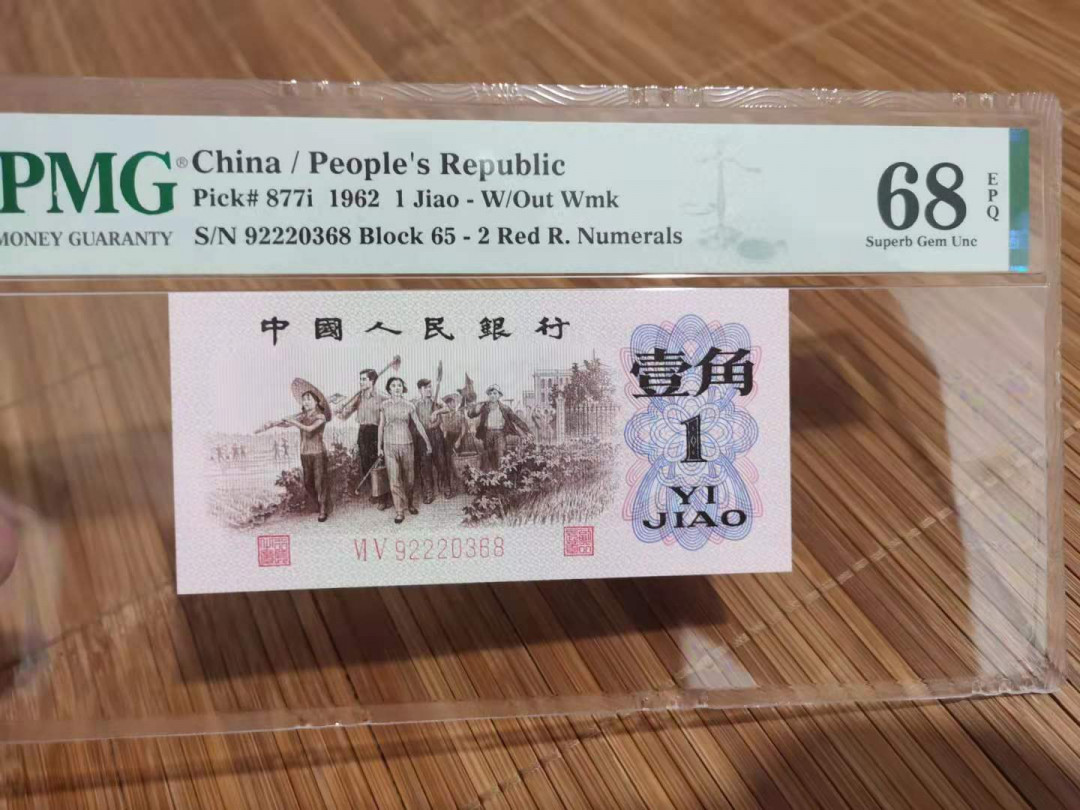 PMG®
MONEY GUARANTY
China / People's Republic
Pick# 877i 1962 1 Jiao - W/Out Wmk
S/N 92220368 Block 65 - 2 Red R. Numerals
68
EPQ
Superb Gem Unc
中國人民銀行
壹角
1
YI
JIAO
VI V 92220368